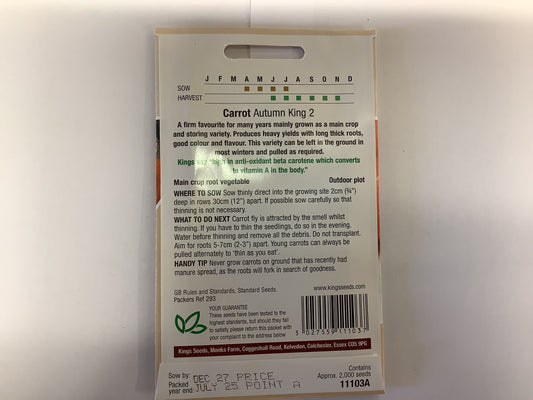 J F M A M J J A S O N D
SOW
HARVEST
Carrot Autumn King 2
A firm favourite for many years mainly grown as a main crop
and storing variety. Produces heavy yields with long thick roots,
good colour and flavour. This variety can be left in the ground in
most winters and pulled as required.
Kings say "high in anti-oxidant beta carotene which converts
to vitamin A in the body."
Main crop root vegetable Outdoor plot
WHERE TO SOW Sow thinly direct into the growing site 2cm (¾")
deep in rows 30cm (12") apart. If possible sow carefully so that
thinning is not necessary.
WHAT TO DO NEXT Carrot fly is attracted by the smell whilst
thinning. If you have to thin the seedlings, do so in the evening.
Water before thinning and remove all the debris. Do not transplant.
Aim for roots 5-7cm (2-3") apart. Young carrots can always be
pulled alternately to 'thin as you eat'.
HANDY TIP Never grow carrots on ground that has recently had
manure spread, as the roots will fork in search of goodness.
GB Rules and Standards, Standard Seeds.
Packers Ref 293
www.kingsseeds.com
YOUR GUARANTEE
These seeds have been tested to the
highest standards, but should they fail
to satisfy please return this packet with
your complaint to the address below
5 027559 111037
Kings Seeds, Monks Farm, Coggeshall Road, Kelvedon, Colchester, Essex CO5 9PG
Sow by: DEC 27 PRICE
Packed
year end: JULY 25 POINT A
Contains
Approx. 2,000 seeds
11103A